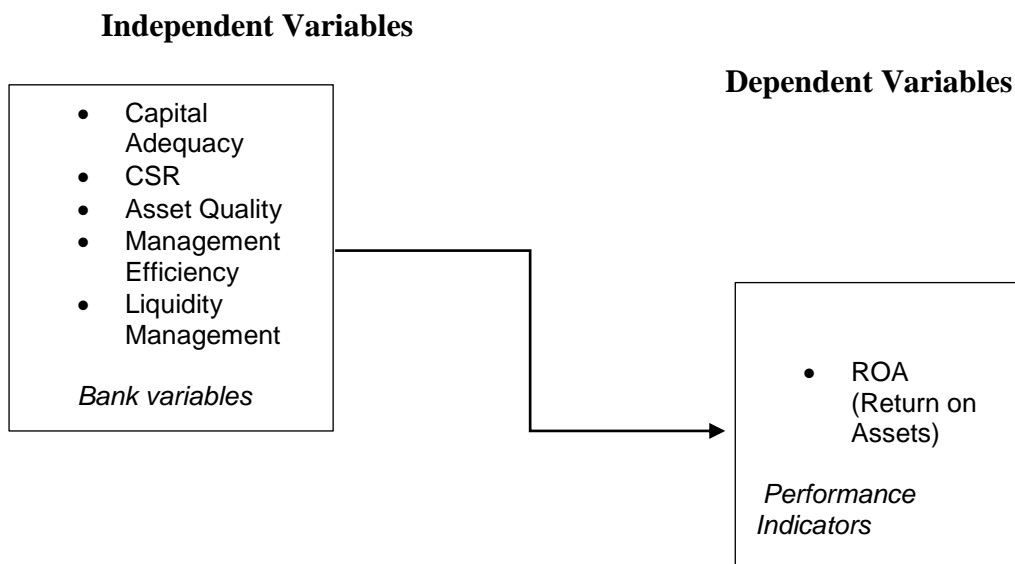 Independent Variables
Dependent Variables
• Capital
Adequacy
• CSR
• Asset Quality
• Management
Efficiency
• Liquidity
Management
Bank variables
• ROA
(Return on
Assets)
Performance
Indicators